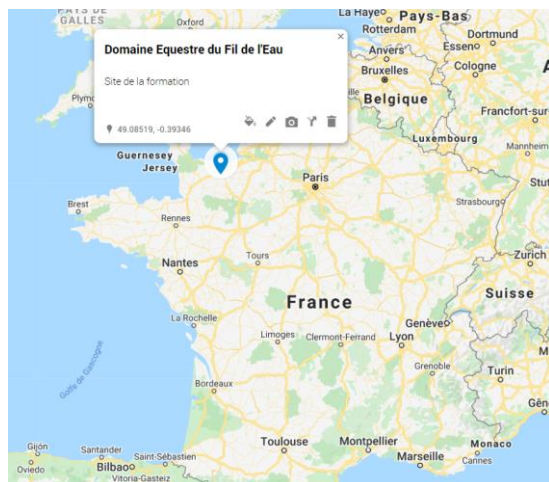 PAYS DE
GALLES
Oxford
La Haye
Pays-Bas
Rotterdam
Dortmund
Anvers
Essen
Bruxelles
Cologne
Belgique
Domaine Equestre du Fil de l'Eau
Site de la formation
49.08519, -0.39346
Plymo
ille
A
Francfort-sur
Luxembourg
Mannheim
Guernesey
Jersey
Paris
Stut
Strasbourg
Brest
Rennes
Zurich
Nantes
Tours
Suisse
France
La Rochelle
Genève
Limoges
Clermont-Ferrand
Lyon
Grenoble
M
Turin
Golfe de Gascogne
Bordeaux
Gên
Gijón
Santander
Saint-Sébastien
Toulouse
Montpellier
Monaco
Oviedo
Bilbao
Marseille
Cannes
Vitoria-Gasteiz